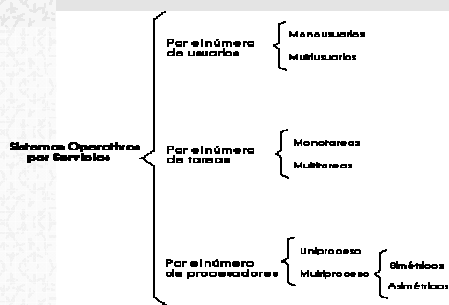 Sistemas Operativos
por Servicios
Por el número
de usuarios
Monousuarios
Multiusuarios
Por el número
de tareas
Monotareas
Multitareas
Por el número
de procesadores
Uniproceso
Multiproceso
Simétricos
Asimétricos